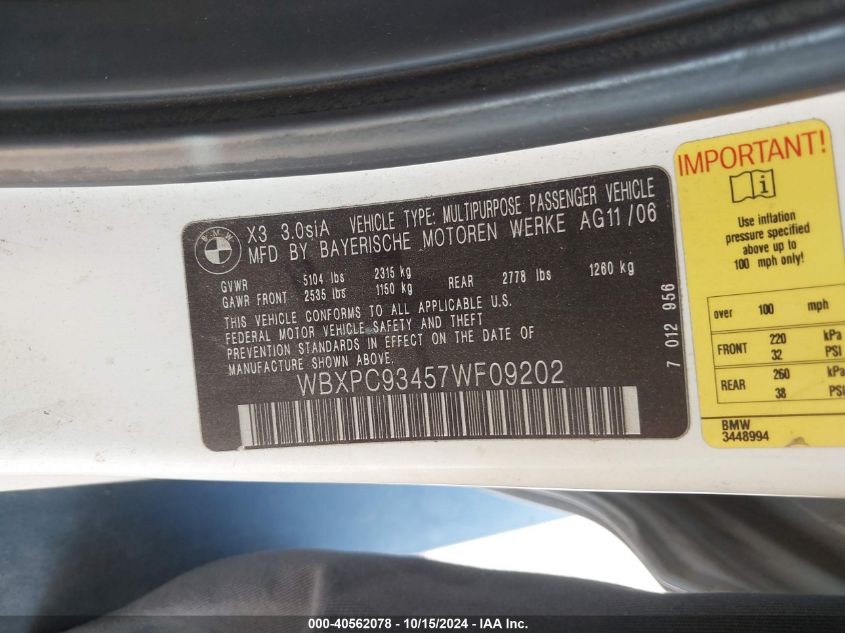 BMW
X3 3.0siA VEHICLE TYPE: MULTIPURPOSE PASSENGER VEHICLE
MFD BY BAYERISCHE MOTOREN WERKE AG11/06
GVWR 5104 lbs 2315 kg
GAWR FRONT 2535 lbs 1150 kg REAR 2778 lbs 1260 kg
THIS VEHICLE CONFORMS TO ALL APPLICABLE U.S.
FEDERAL MOTOR VEHICLE SAFETY AND THEFT
PREVENTION STANDARDS IN EFFECT ON THE DATE OF
MANUFACTURE SHOWN ABOVE.
WBXPC93457WF09202
7 012 956
IMPORTANT!
Use inflation
pressure specified
above up to
100 mph only!
over 100 mph
FRONT 220 kPa
32 PSI
REAR 260 kPa
38 PSI
BMW
3448994
000-40562078 - 10/15/2024 - IAA Inc.